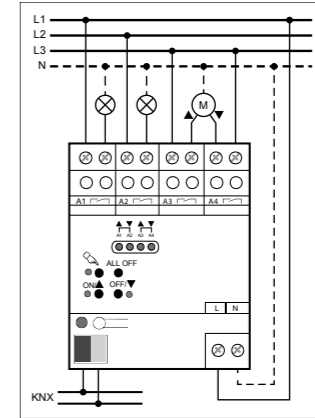 L1
L2
L3
N
M
A1 A2 A3 A4
A1 A2 A3 A4
ALL OFF
ON/▲ OFF/▼
L N
KNX